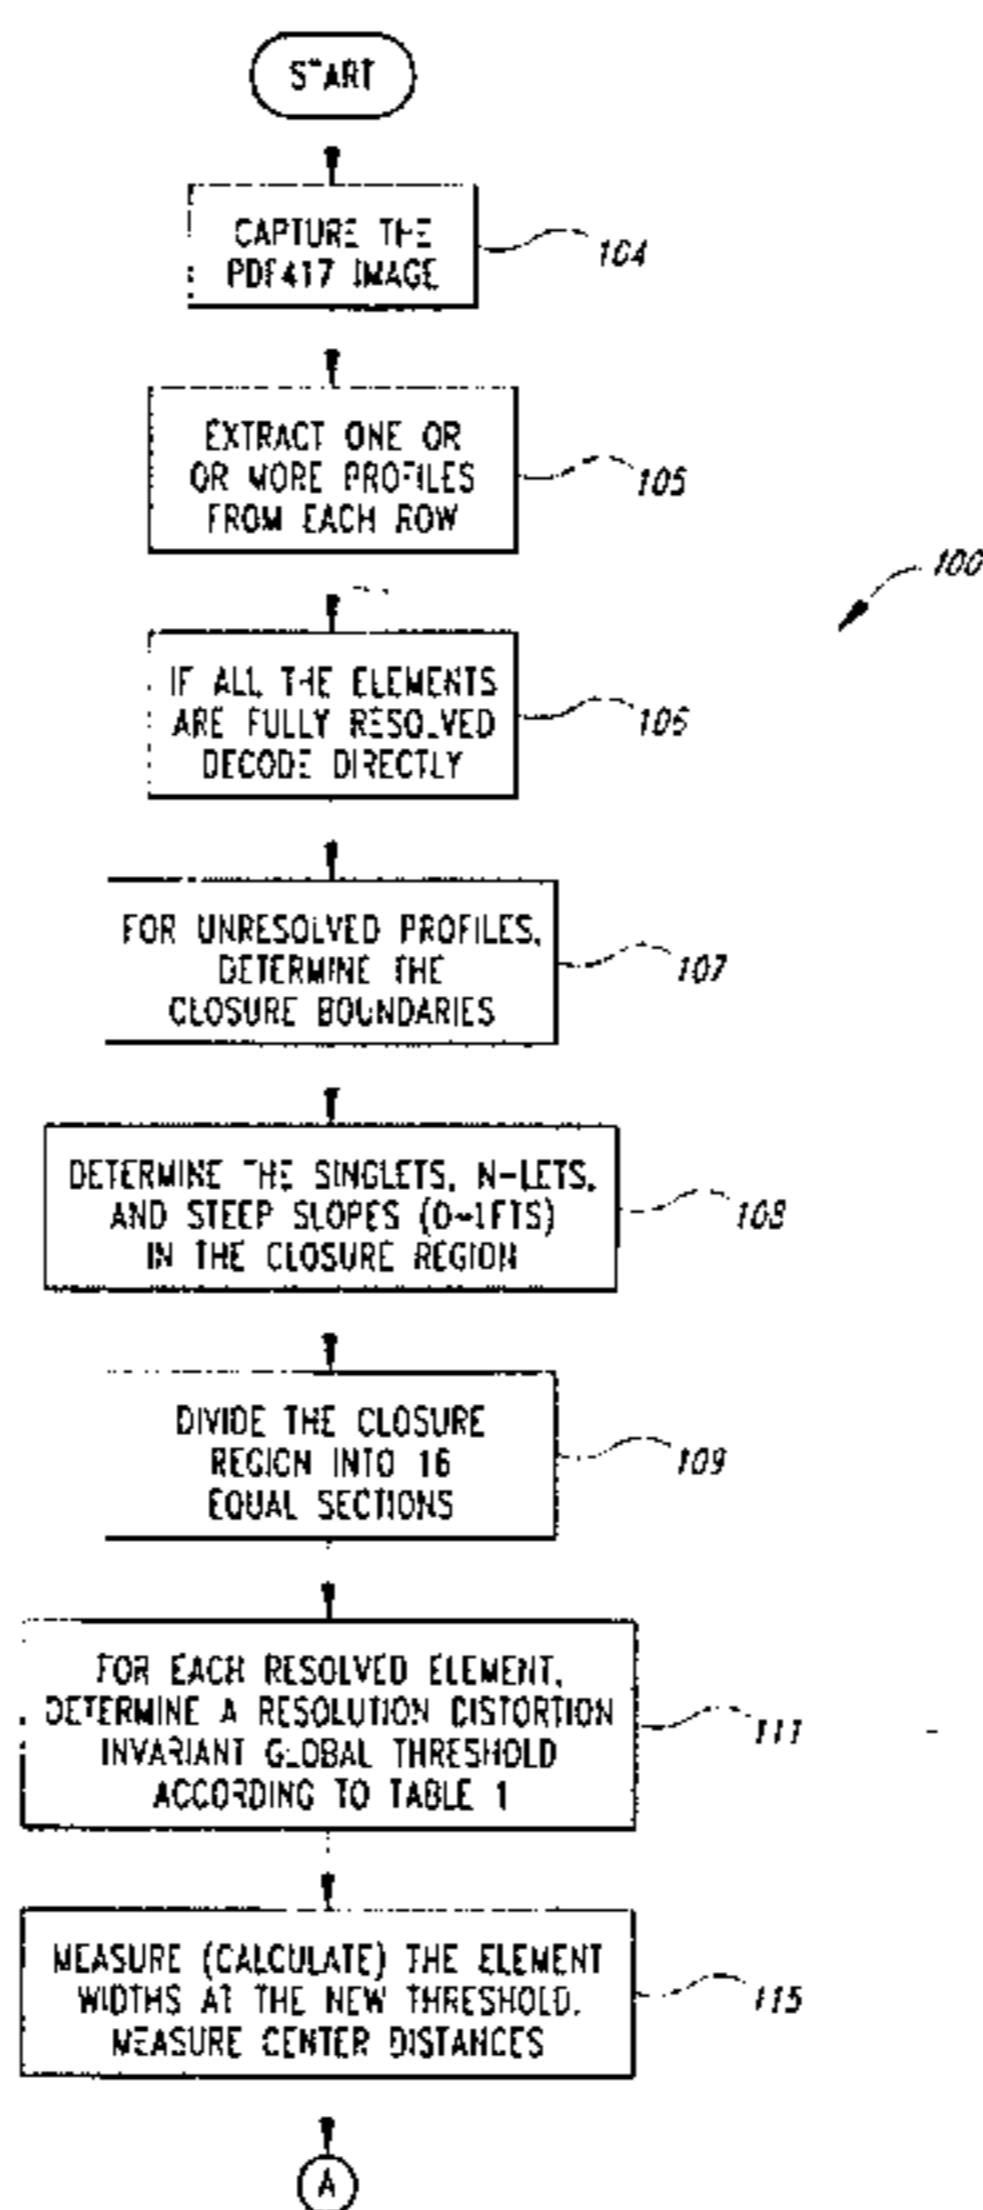 START
CAPTURE THE
PDF417 IMAGE
104
EXTRACT ONE OR
OR MORE PROFILES
FROM EACH ROW
105
100
IF ALL THE ELEMENTS
ARE FULLY RESOLVED
DECODE DIRECTLY
106
FOR UNRESOLVED PROFILES,
DETERMINE THE
CLOSURE BOUNDARIES
107
DETERMINE THE SINGLETS, N-LETS,
AND STEEP SLOPES (0-LETS)
IN THE CLOSURE REGION
108
DIVIDE THE CLOSURE
REGION INTO 16
EQUAL SECTIONS
109
FOR EACH RESOLVED ELEMENT,
DETERMINE A RESOLUTION DISTORTION
INVARIANT GLOBAL THRESHOLD
ACCORDING TO TABLE 1
111
MEASURE (CALCULATE) THE ELEMENT
WIDTHS AT THE NEW THRESHOLD.
MEASURE CENTER DISTANCES
115
A